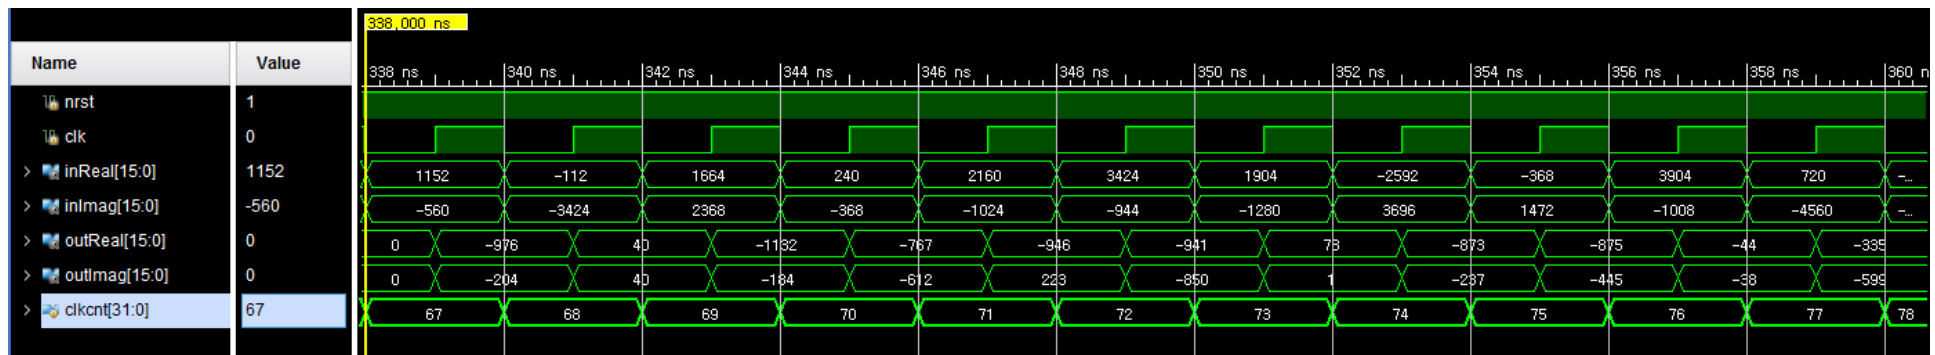 338,000 ns
Name Value
338 ns 340 ns 342 ns 344 ns 346 ns 348 ns 350 ns 352 ns 354 ns 356 ns 358 ns 360 n
nrst 1
clk 0
inReal[15:0] 1152 1152 -112 1664 240 2160 3424 1904 -2592 -368 3904 720 -...
inImag[15:0] -560 -560 -3424 2368 -368 -1024 -944 -1280 3696 1472 -1008 -4560 -...
outReal[15:0] 0 0 -976 40 -1132 -767 -946 -941 78 -873 -875 -44 -335
outImag[15:0] 0 0 -204 40 -184 -612 223 -850 1 -237 -445 -38 -599
clkcnt[31:0] 67 67 68 69 70 71 72 73 74 75 76 77 78